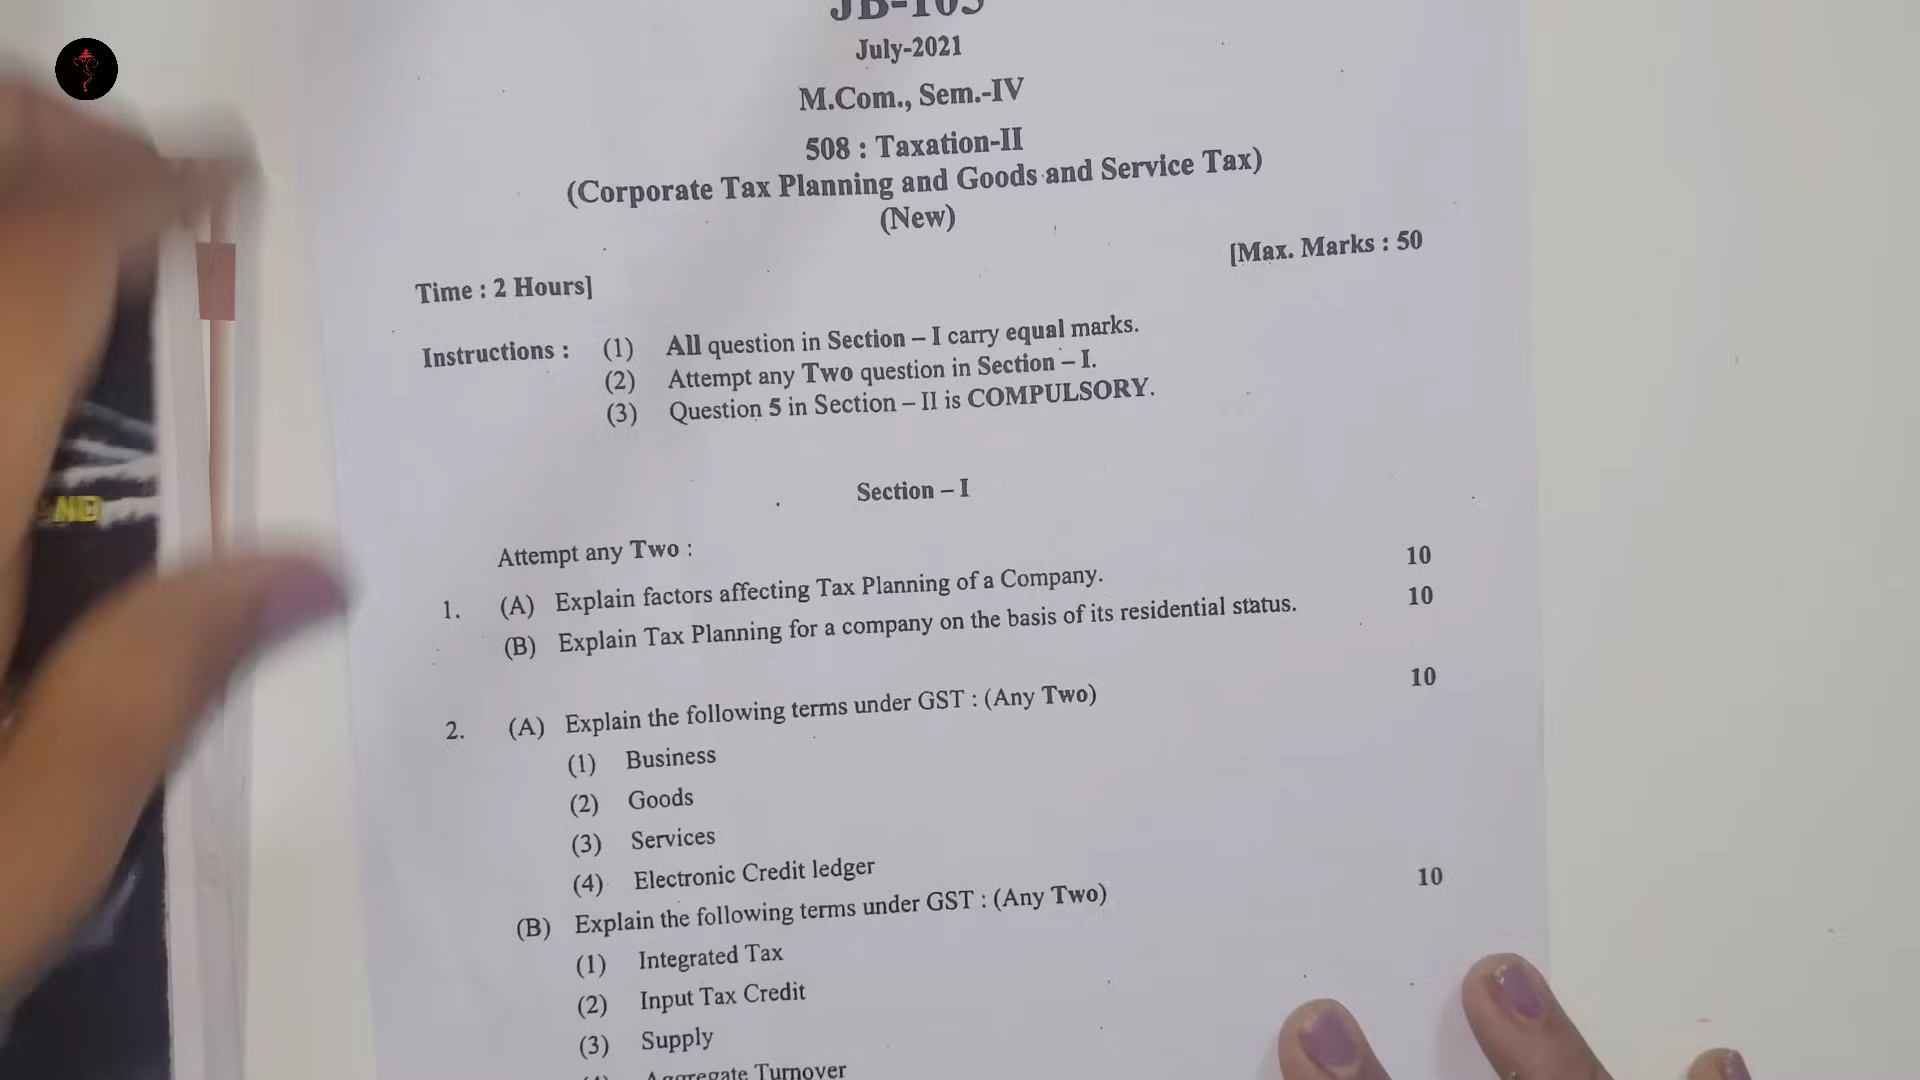 JB-105
July-2021
M.Com., Sem.-IV
508 : Taxation-II
(Corporate Tax Planning and Goods and Service Tax)
(New)
Time : 2 Hours]
[Max. Marks : 50
Instructions : (1) All question in Section – I carry equal marks.
(2) Attempt any Two question in Section – I.
(3) Question 5 in Section – II is COMPULSORY.
Section – I
Attempt any Two :
1. (A) Explain factors affecting Tax Planning of a Company. 10
(B) Explain Tax Planning for a company on the basis of its residential status. 10
2. (A) Explain the following terms under GST : (Any Two) 10
(1) Business
(2) Goods
(3) Services
(4) Electronic Credit ledger
(B) Explain the following terms under GST : (Any Two) 10
(1) Integrated Tax
(2) Input Tax Credit
(3) Supply
(4) Aggregate Turnover
AND